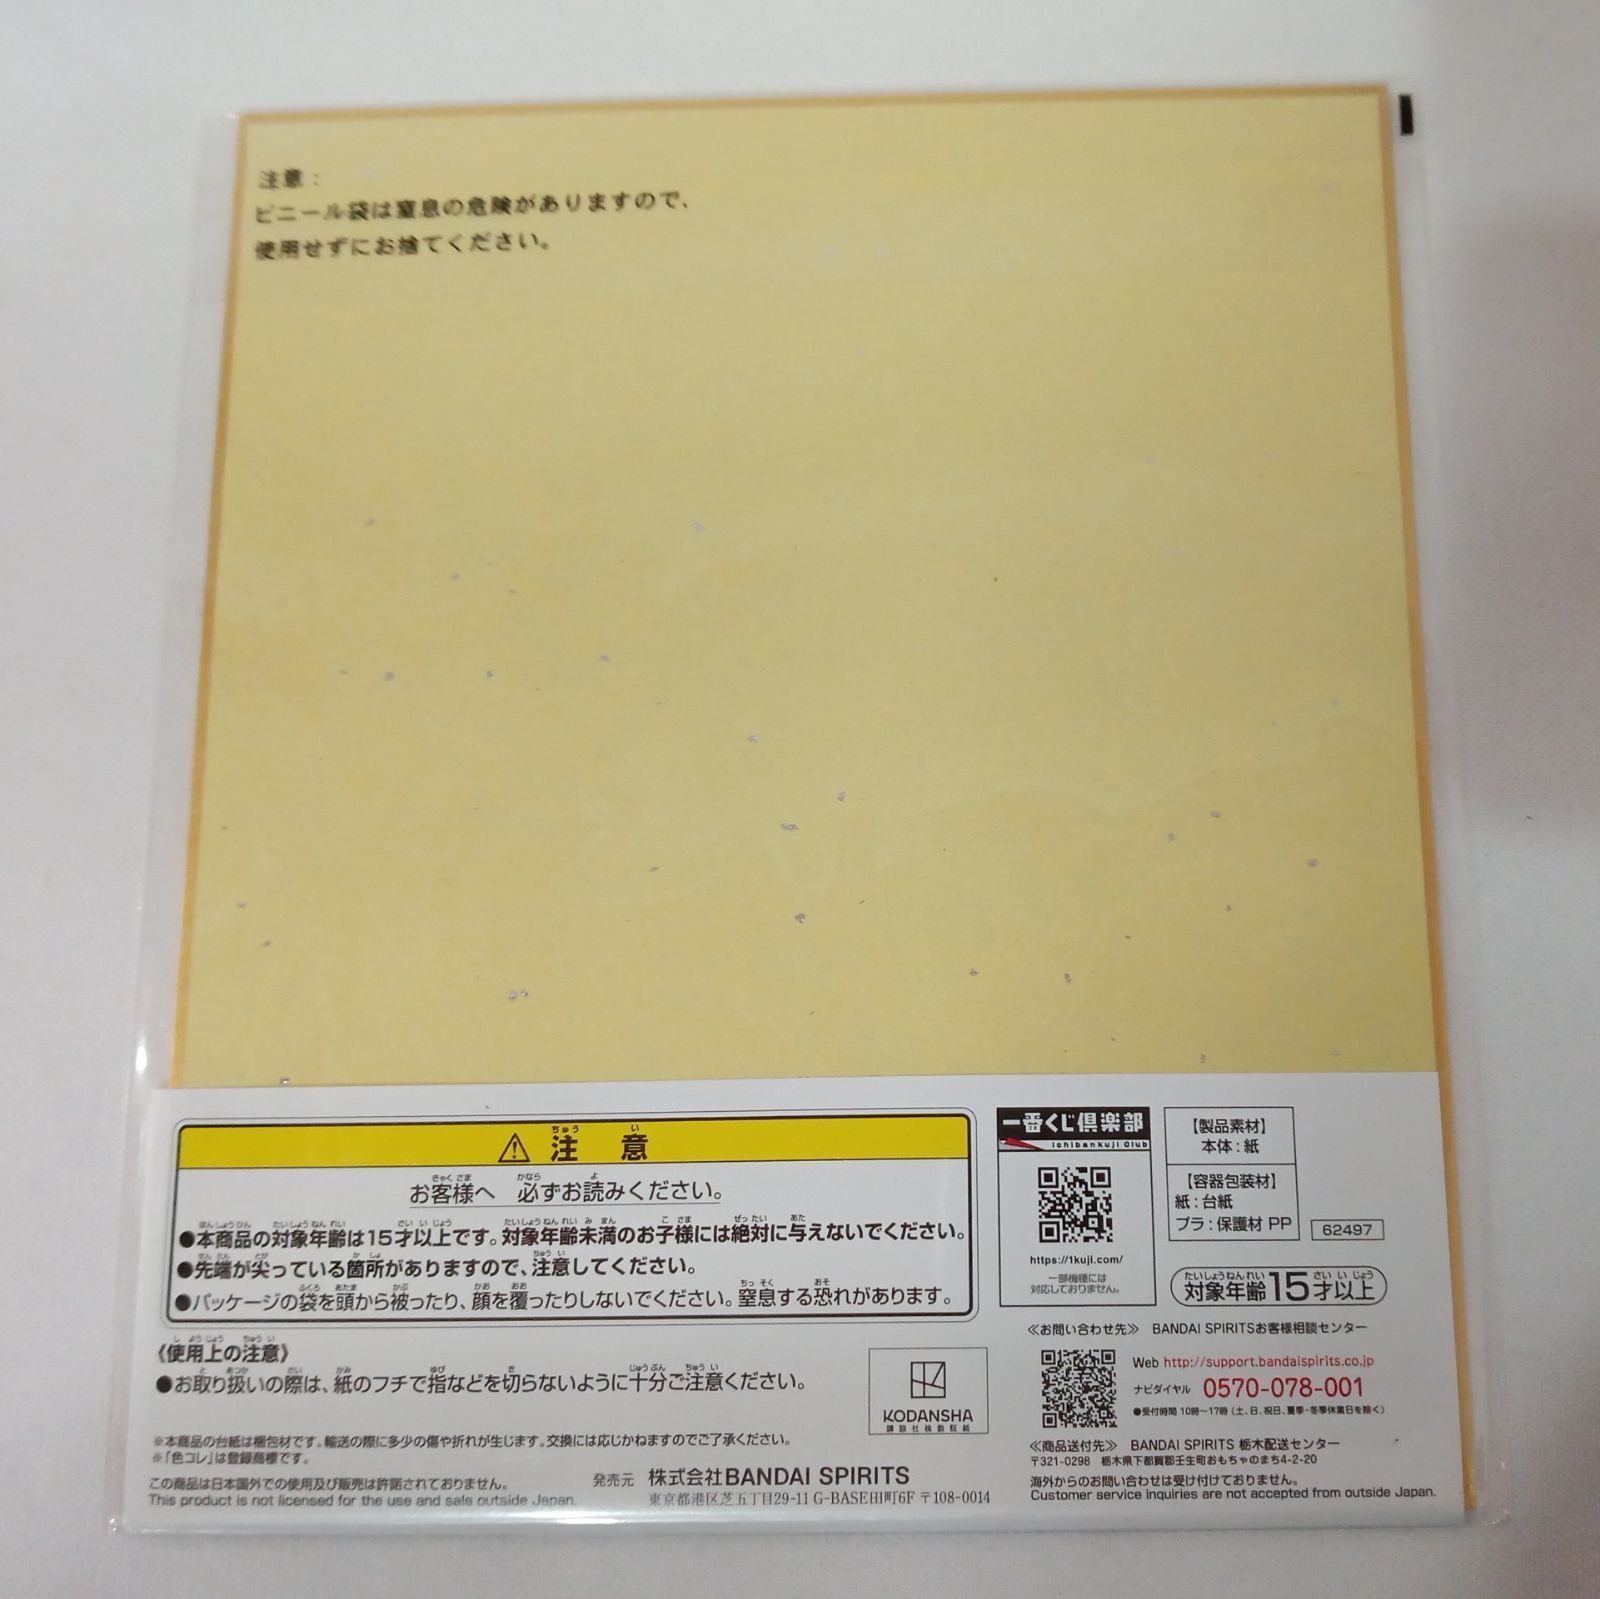 注意：
ビニール袋は窒息の危険がありますので、
使用せずにお捨てください。
⚠注意
お客様へ 必ずお読みください。
●本商品の対象年齢は15才以上です。対象年齢未満のお子様には絶対に与えないでください。
●先端が尖っている箇所がありますので、注意してください。
●パッケージの袋を頭から被ったり、顔を覆ったりしないでください。窒息する恐れがあります。
《使用上の注意》
●お取り扱いの際は、紙のフチで指などを切らないように十分ご注意ください。
※本商品の台紙は梱包材です。輸送の際に多少の傷や折れが生じます。交換には応じかねますのでご了承ください。
※「色コレ」は登録商標です。
この商品は日本国外での使用及び販売は許諾されておりません。
This product is not licensed for the use and sale outside Japan.
発売元 株式会社BANDAI SPIRITS
東京都港区芝五丁目29-11 G-BASE田町6F 〒108-0014
KODANSHA
講談社検数証紙
一番くじ倶楽部
Ichibankuji Club
https://1kuji.com/
一部機種には
対応しておりません。
【製品素材】
本体：紙
【容器包装材】
紙：台紙
プラ：保護材 PP
62497
対象年齢15才以上
≪お問い合わせ先≫ BANDAI SPIRITSお客様相談センター
Web http://support.bandaispirits.co.jp
ナビダイヤル 0570-078-001
●受付時間 10時～17時（土、日、祝日、夏季・冬季休業日を除く）
≪商品送付先≫ BANDAI SPIRITS 栃木配送センター
〒321-0298 栃木県下都賀郡壬生町おもちゃのまち4-2-20
海外からのお問い合わせは受け付けておりません。
Customer service inquiries are not accepted from outside Japan.